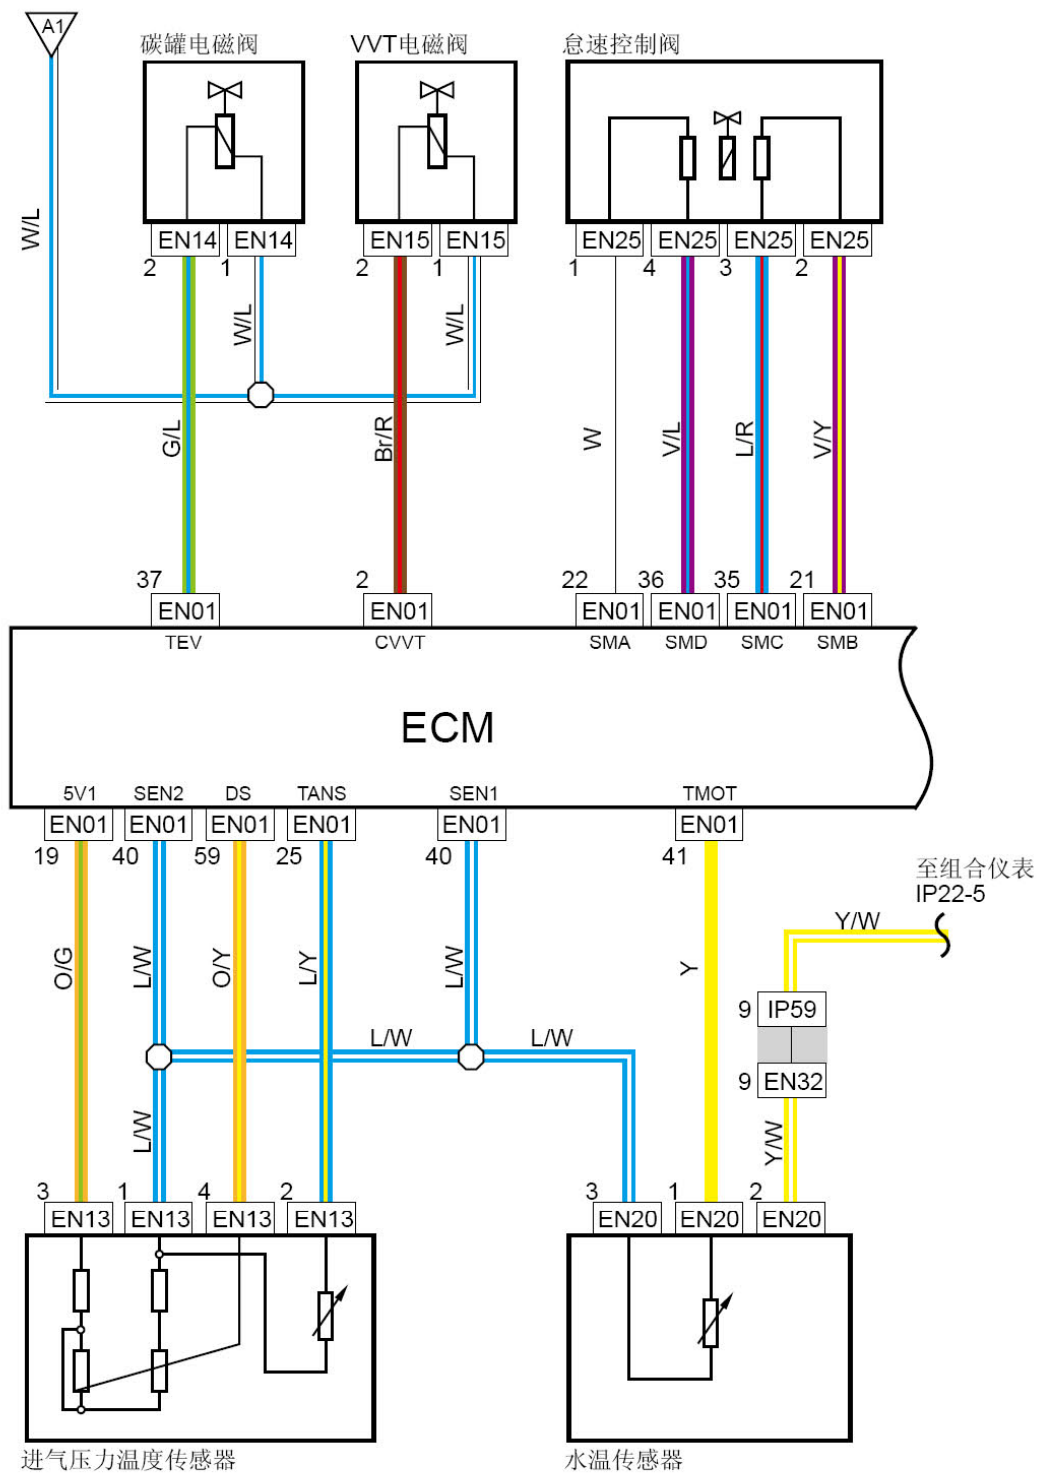 A1
碳罐电磁阀
VVT电磁阀
怠速控制阀
W/L
EN14
EN14
EN15
EN15
EN25
EN25
EN25
EN25
2
1
2
1
1
4
3
2
W/L
W/L
G/L
Br/R
W
V/L
L/R
V/Y
37
2
22
36
35
21
EN01
EN01
EN01
EN01
EN01
EN01
TEV
CVVT
SMA
SMD
SMC
SMB
ECM
5V1
SEN2
DS
TANS
SEN1
TMOT
EN01
EN01
EN01
EN01
EN01
EN01
19
40
59
25
40
41
至组合仪表
IP22-5
Y/W
O/G
L/W
O/Y
L/Y
L/W
Y
9
IP59
L/W
L/W
9
EN32
L/W
Y/W
3
1
4
2
3
1
2
EN13
EN13
EN13
EN13
EN20
EN20
EN20
进气压力温度传感器
水温传感器